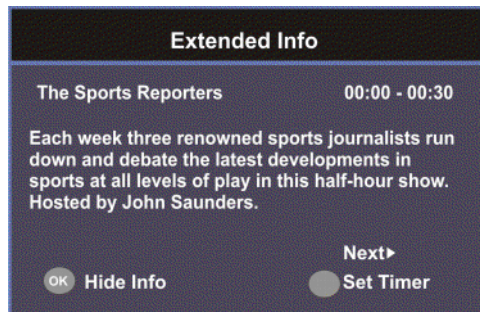 Extended Info
The Sports Reporters 00:00 - 00:30
Each week three renowned sports journalists run
down and debate the latest developments in
sports at all levels of play in this half-hour show.
Hosted by John Saunders.
Next▶
OK Hide Info Set Timer